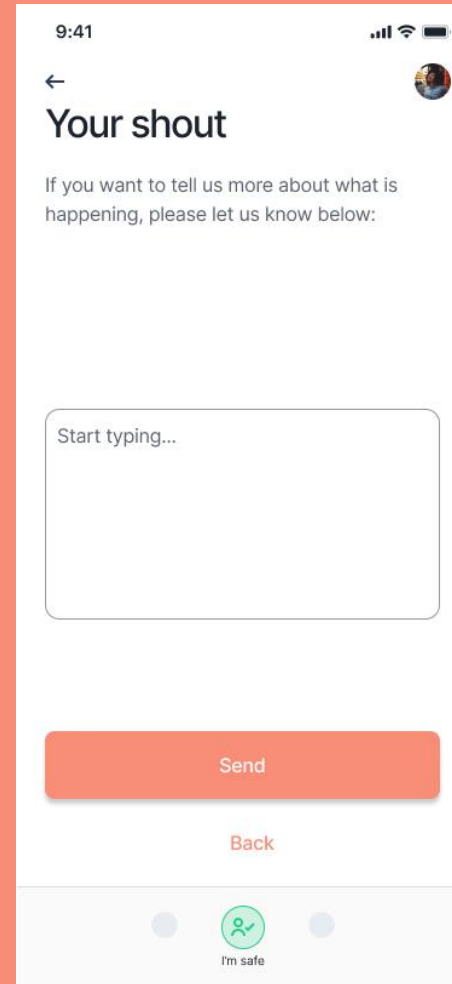 9:41
Your shout
If you want to tell us more about what is
happening, please let us know below:
Start typing...
Send
Back
I'm safe